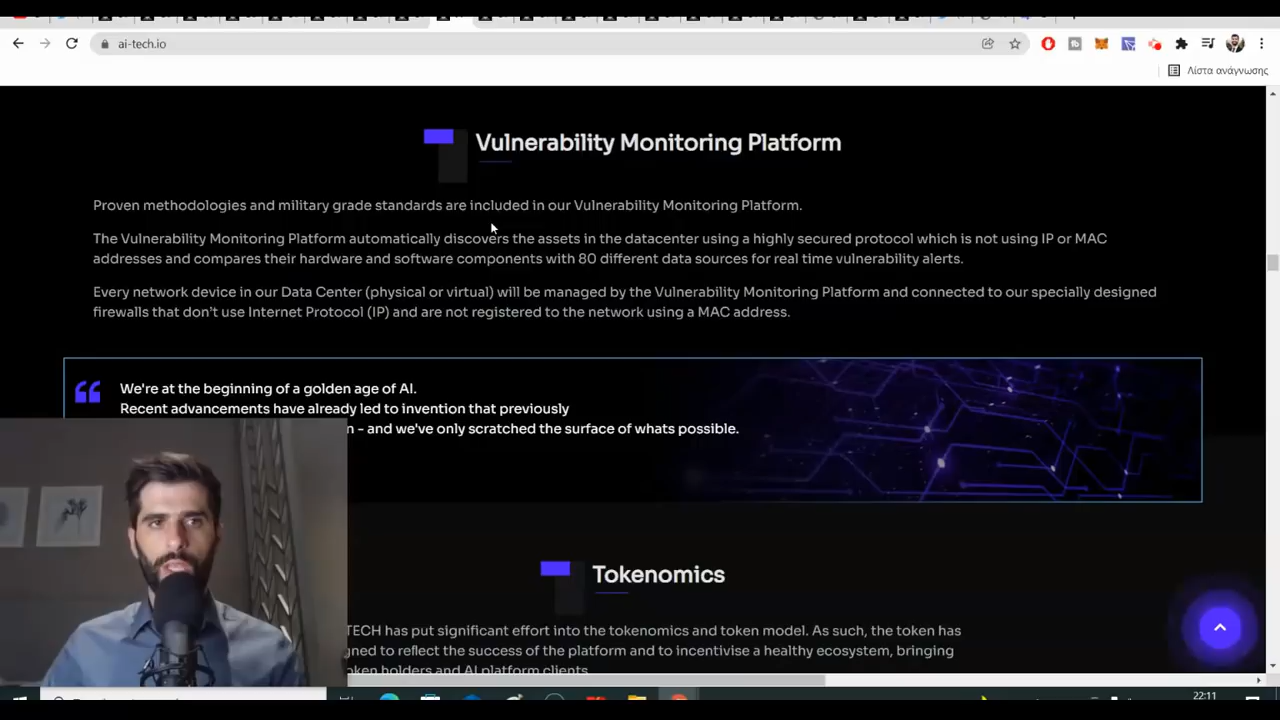 ai-tech.io
Λίστα ανάγνωσης
Vulnerability Monitoring Platform
Proven methodologies and military grade standards are included in our Vulnerability Monitoring Platform.
The Vulnerability Monitoring Platform automatically discovers the assets in the datacenter using a highly secured protocol which is not using IP or MAC
addresses and compares their hardware and software components with 80 different data sources for real time vulnerability alerts.
Every network device in our Data Center (physical or virtual) will be managed by the Vulnerability Monitoring Platform and connected to our specially designed
firewalls that don’t use Internet Protocol (IP) and are not registered to the network using a MAC address.
We're at the beginning of a golden age of AI.
Recent advancements have already led to invention that previously
- and we've only scratched the surface of whats possible.
Tokenomics
TECH has put significant effort into the tokenomics and token model. As such, the token has
to reflect the success of the platform and to incentivise a healthy ecosystem, bringing
holders and AI platform clients.
22:11